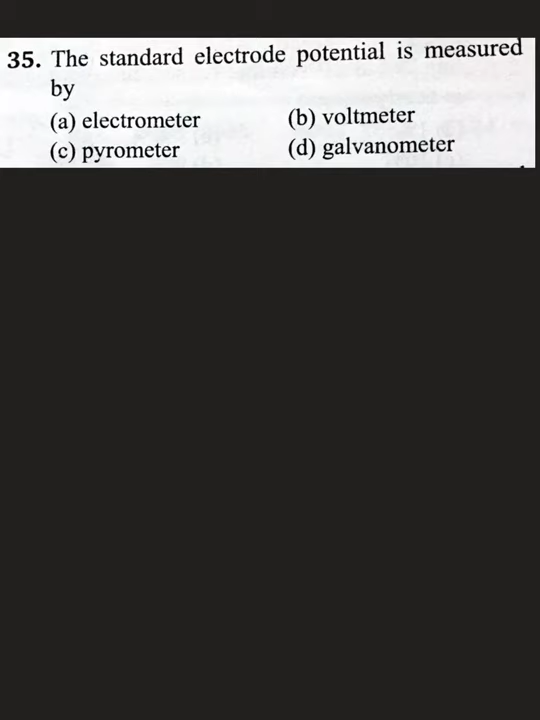 35. The standard electrode potential is measured
by
(a) electrometer (b) voltmeter
(c) pyrometer (d) galvanometer